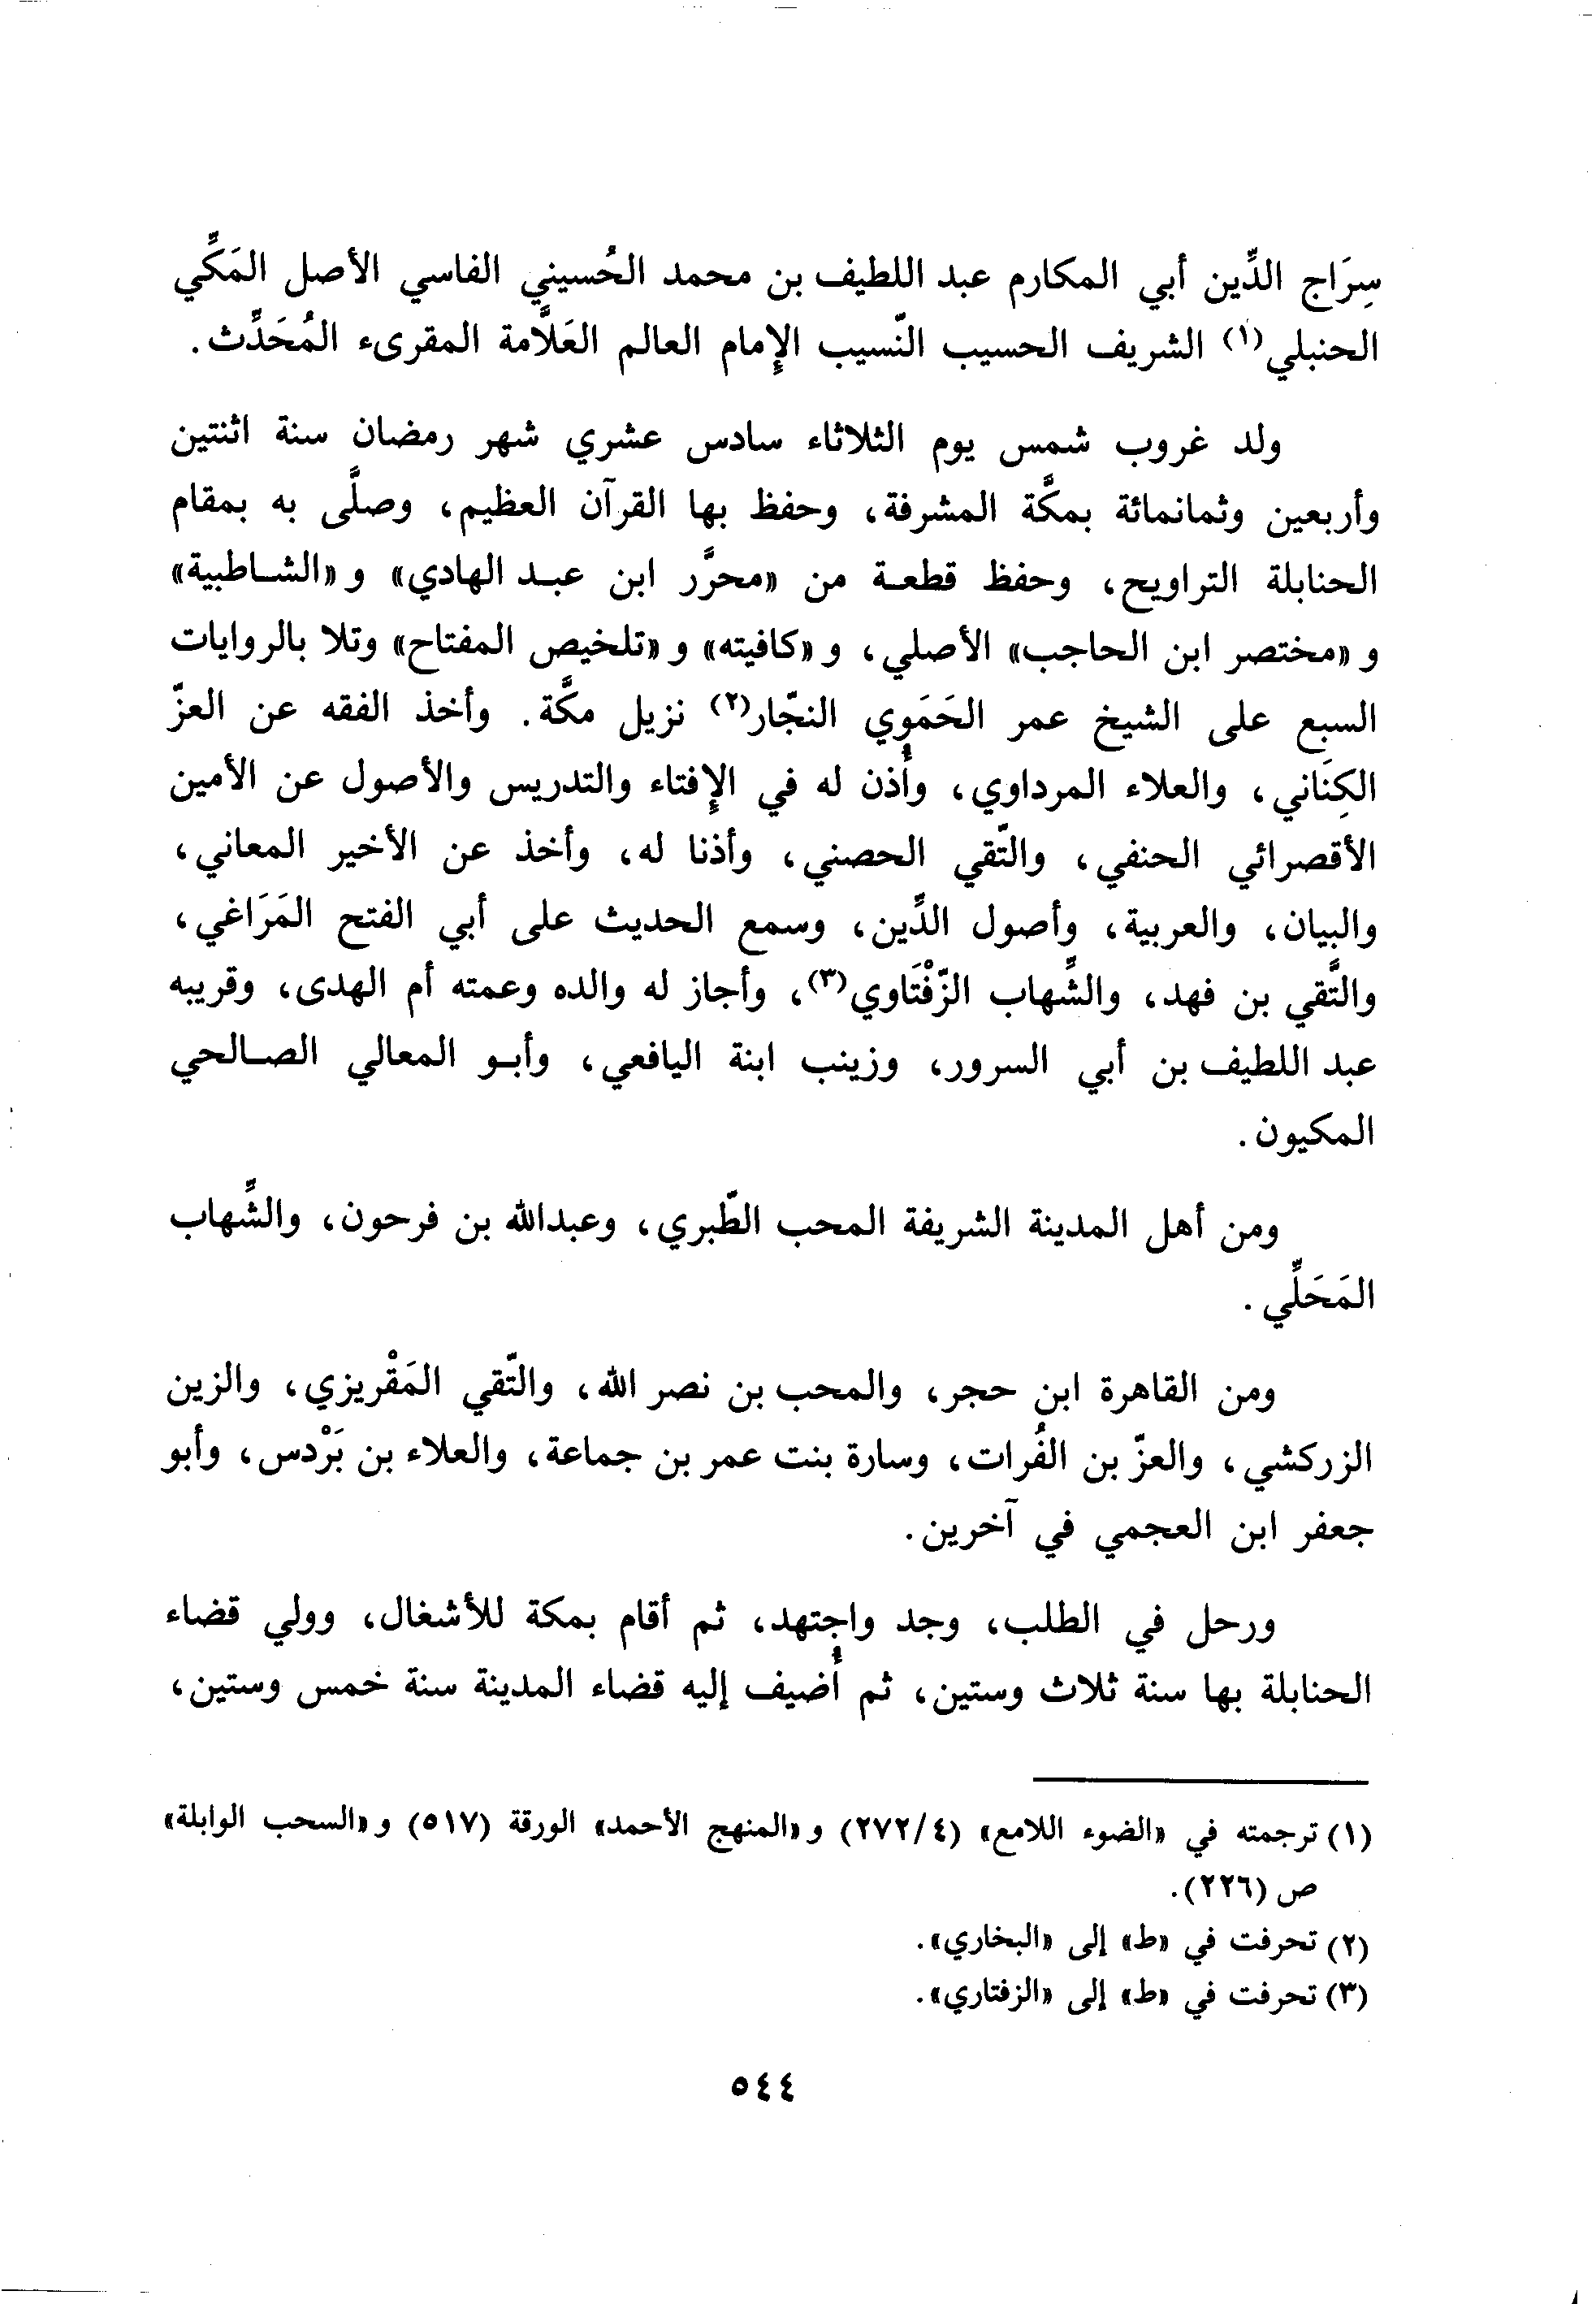 سِرَاج الدِّين أبي المكارم عبد اللطيف بن محمد الحُسيني الفاسي الأصل المَكِّي
الحنبلي(١) الشريف الحسيب النّسيب الإِمام العالم العَلَّامة المقرىء المُحَدِّث.
ولد غروب شمس يوم الثلاثاء سادس عشري شهر رمضان سنة اثنتين
وأربعين وثمانمائة بمكَّة المشرفة، وحفظ بها القرآن العظيم، وصلَّى به بمقام
الحنابلة التراويح، وحفظ قطعة من «محرَّر ابن عبد الهادي» و «الشاطبية»
و «مختصر ابن الحاجب» الأصلي، و «كافيته» و «تلخيص المفتاح» وتلا بالروايات
السبع على الشيخ عمر الحَمَوي النجّار(٢) نزيل مكَّة. وأخذ الفقه عن العزّ
الكِنَاني، والعلاء المرداوي، وأُذن له في الإِفتاء والتدريس والأصول عن الأمين
الأقصرائي الحنفي، والتّقي الحصني، وأذنا له، وأخذ عن الأخير المعاني،
والبيان، والعربية، وأصول الدِّين، وسمع الحديث على أبي الفتح المَرَاغي،
والتَّقي بن فهد، والشِّهاب الزّفْتَاوي(٣)، وأجاز له والده وعمته أم الهدى، وقريبه
عبد اللطيف بن أبي السرور، وزينب ابنة اليافعي، وأبو المعالي الصالحي
المكيون.
ومن أهل المدينة الشريفة المحب الطّبري، وعبدالله بن فرحون، والشِّهاب
المَحَلِّي.
ومن القاهرة ابن حجر، والمحب بن نصر الله، والتّقي المَقْريزي، والزين
الزركشي، والعزّ بن الفُرات، وسارة بنت عمر بن جماعة، والعلاء بن بَرْدس، وأبو
جعفر ابن العجمي في آخرين.
ورحل في الطلب، وجد واجتهد، ثم أقام بمكة للأشغال، وولي قضاء
الحنابلة بها سنة ثلاث وستين، ثم أُضيف إليه قضاء المدينة سنة خمس وستين،
(١) ترجمته في «الضوء اللامع» (٤/٢٧٢) و «المنهج الأحمد» الورقة (٥١٧) و «السحب الوابلة»
ص (٢٢٦).
(٢) تحرفت في «ط» إلى «البخاري».
(٣) تحرفت في «ط» إلى «الزفتاري».
٥٤٤